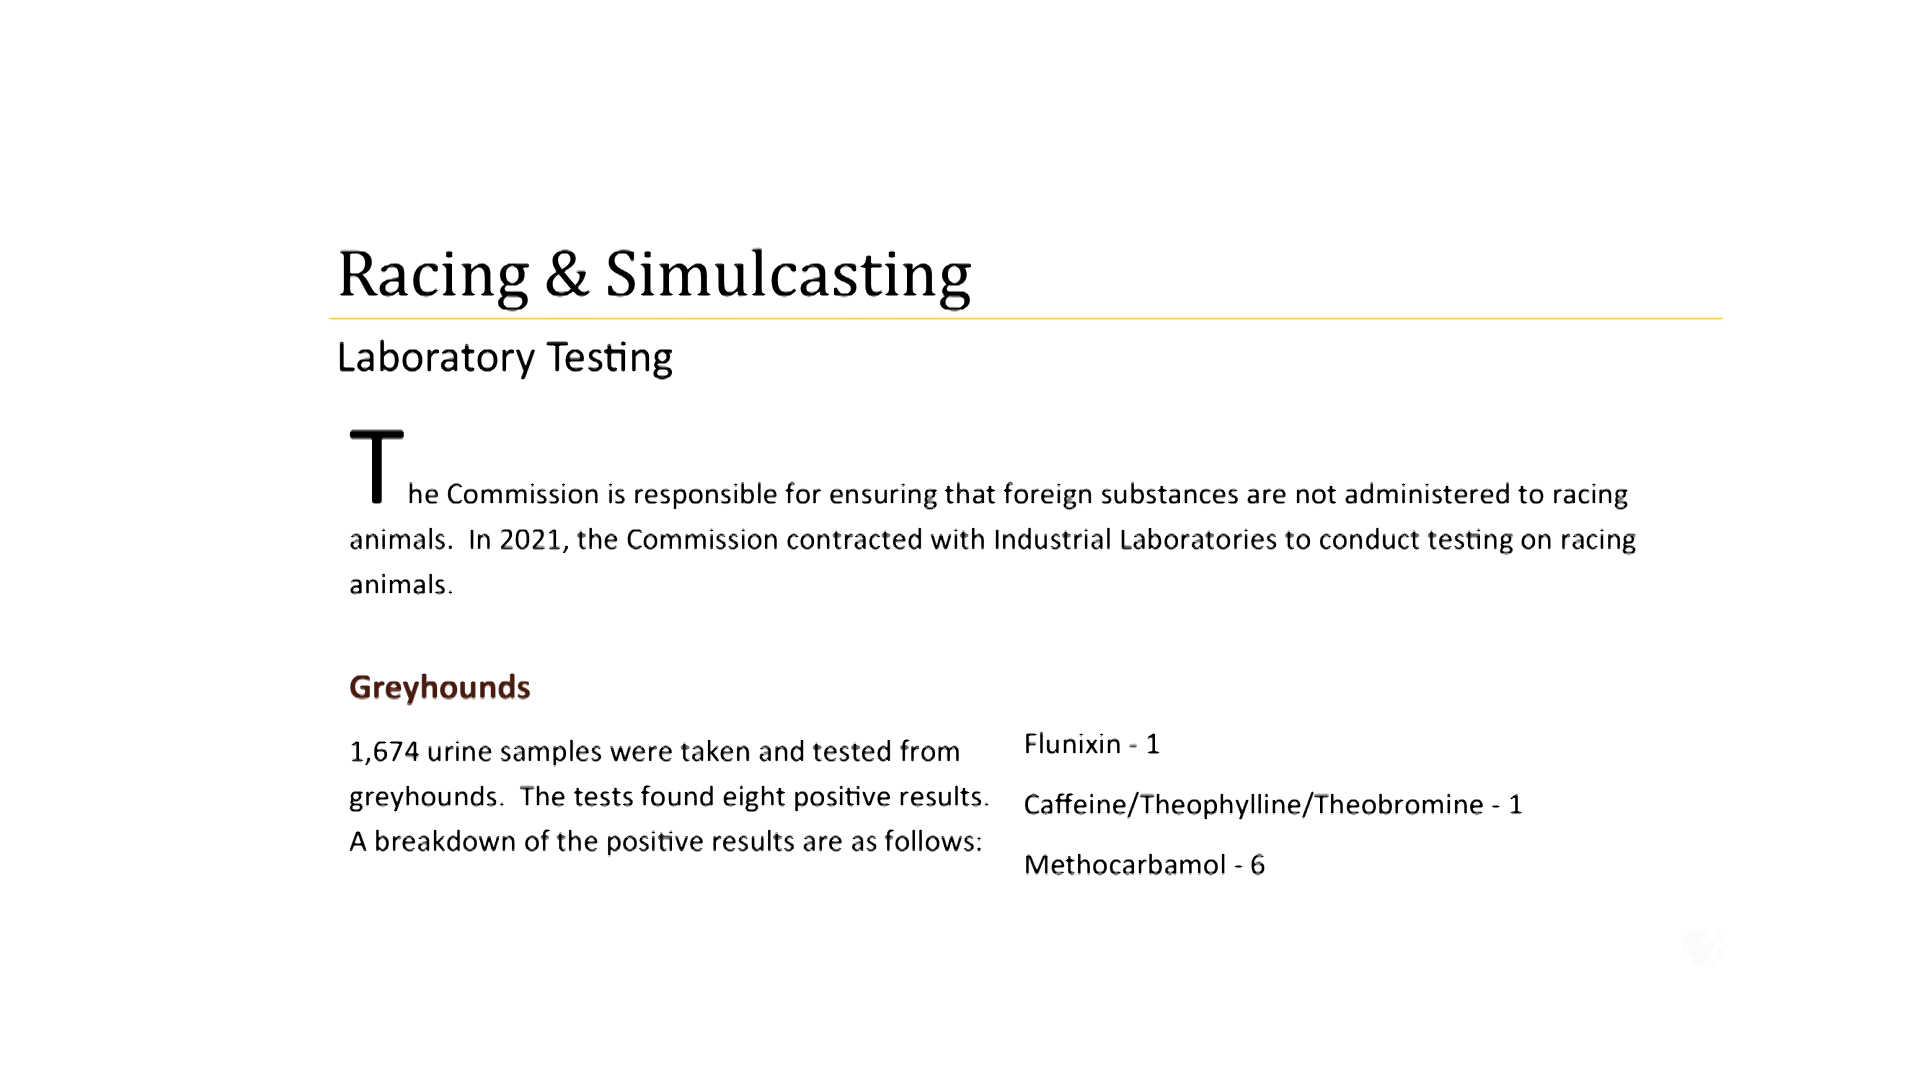 Racing & Simulcasting
Laboratory Testing
The Commission is responsible for ensuring that foreign substances are not administered to racing
animals.  In 2021, the Commission contracted with Industrial Laboratories to conduct testing on racing
animals.
Greyhounds
1,674 urine samples were taken and tested from
greyhounds.  The tests found eight positive results.
A breakdown of the positive results are as follows:
Flunixin - 1
Caffeine/Theophylline/Theobromine - 1
Methocarbamol - 6